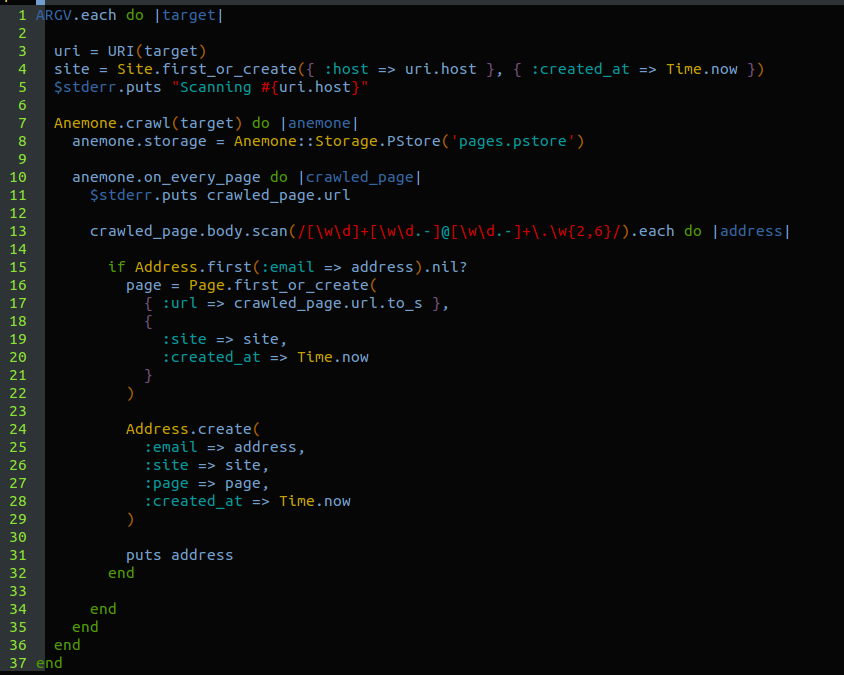 1 ARGV.each do |target|
2
3   uri = URI(target)
4   site = Site.first_or_create({ :host => uri.host }, { :created_at => Time.now })
5   $stderr.puts "Scanning #{uri.host}"
6
7   Anemone.crawl(target) do |anemone|
8     anemone.storage = Anemone::Storage.PStore('pages.pstore')
9
10     anemone.on_every_page do |crawled_page|
11       $stderr.puts crawled_page.url
12
13       crawled_page.body.scan(/[\w\d]+[\w\d.-]@[\w\d.-]+\.\w{2,6}/).each do |address|
14
15         if Address.first(:email => address).nil?
16           page = Page.first_or_create(
17             { :url => crawled_page.url.to_s },
18             {
19               :site => site,
20               :created_at => Time.now
21             }
22           )
23
24           Address.create(
25             :email => address,
26             :site => site,
27             :page => page,
28             :created_at => Time.now
29           )
30
31           puts address
32         end
33
34       end
35     end
36   end
37 end